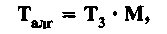 Tалг = T3 · M,